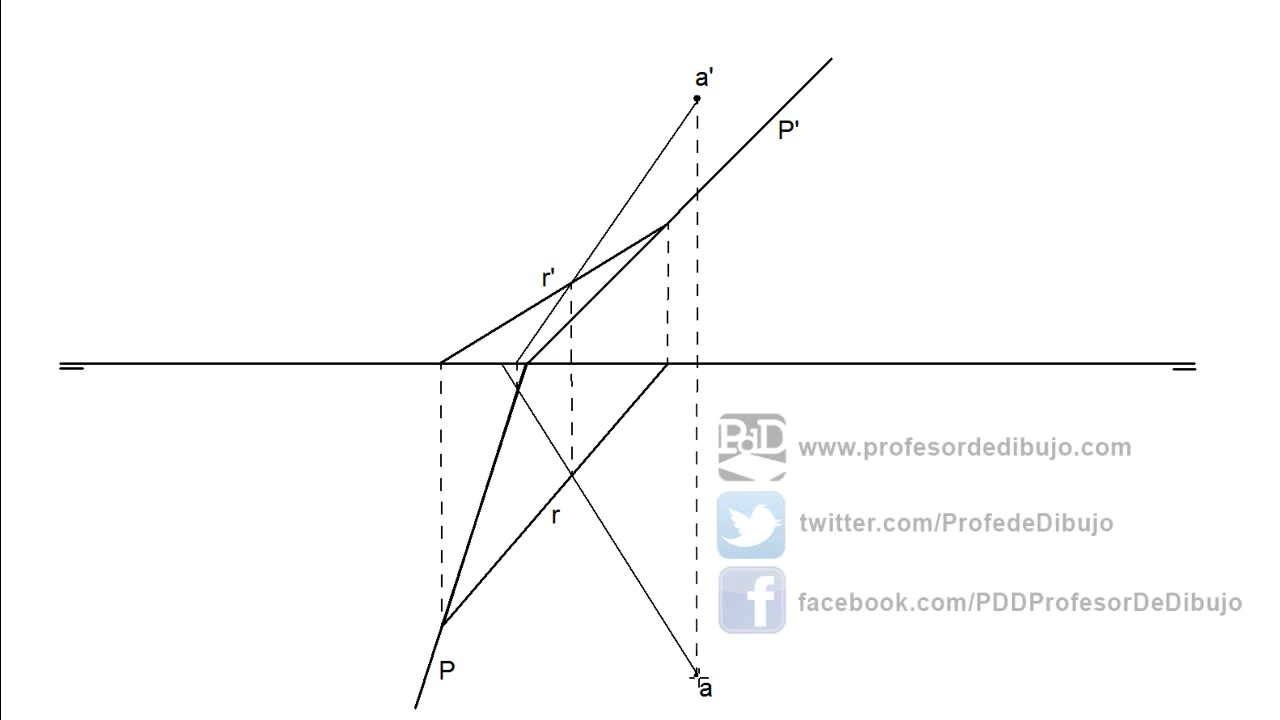 a'
P'
r'
PdD
www.profesordedibujo.com
r
twitter.com/ProfedeDibujo
f
facebook.com/PDDProfesorDeDibujo
P
a